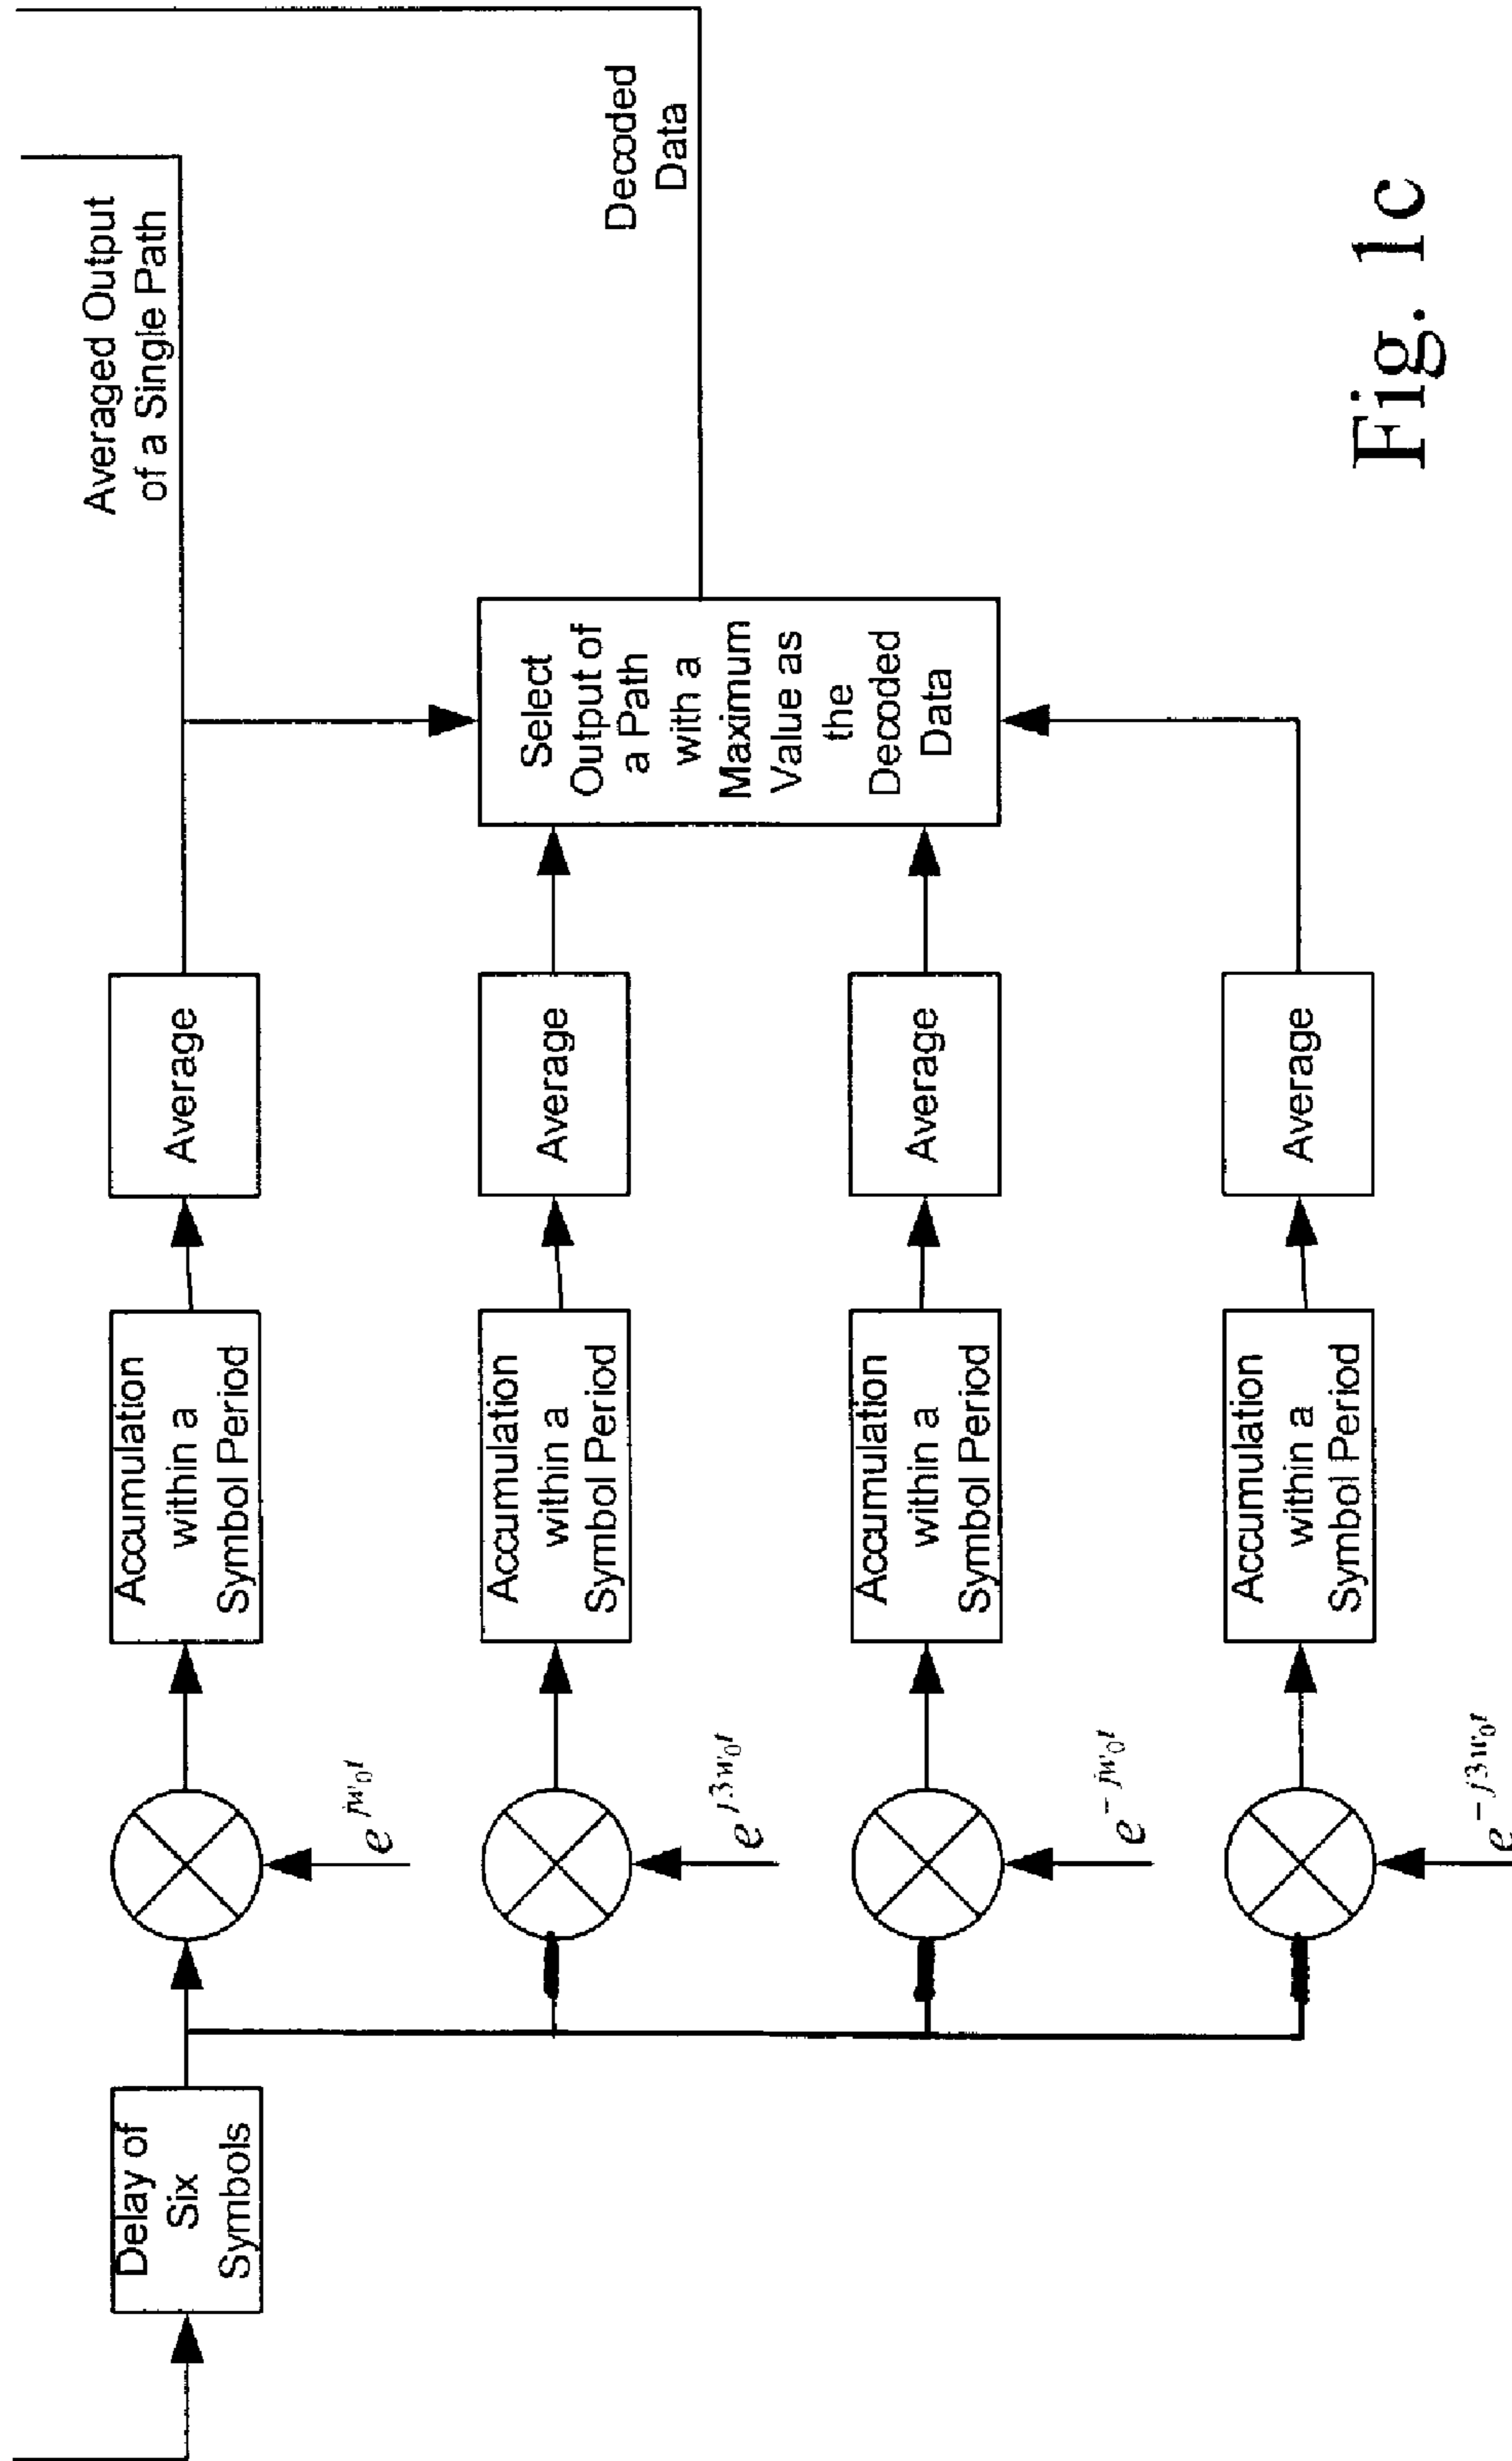 Averaged Output
of a Single Path
Decoded
Data
Delay of
Six
Symbols
e^{jw_0t}
Accumulation
within a
Symbol Period
Average
e^{j3w_0t}
Accumulation
within a
Symbol Period
Average
Select
Output of
a Path
with a
Maximum
Value as
the
Decoded
Data
e^{-jw_0t}
Accumulation
within a
Symbol Period
Average
e^{-j3w_0t}
Accumulation
within a
Symbol Period
Average
Fig. 1c